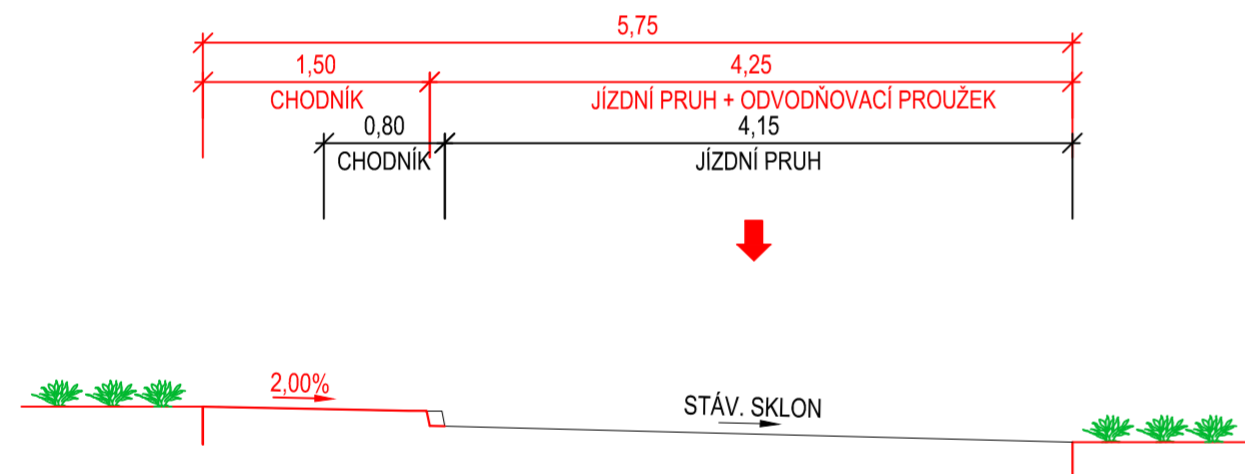 5,75
1,50 4,25
CHODNÍK JÍZDNÍ PRUH + ODVODŇOVACÍ PROUŽEK
0,80 4,15
CHODNÍK JÍZDNÍ PRUH
2,00%
STÁV. SKLON